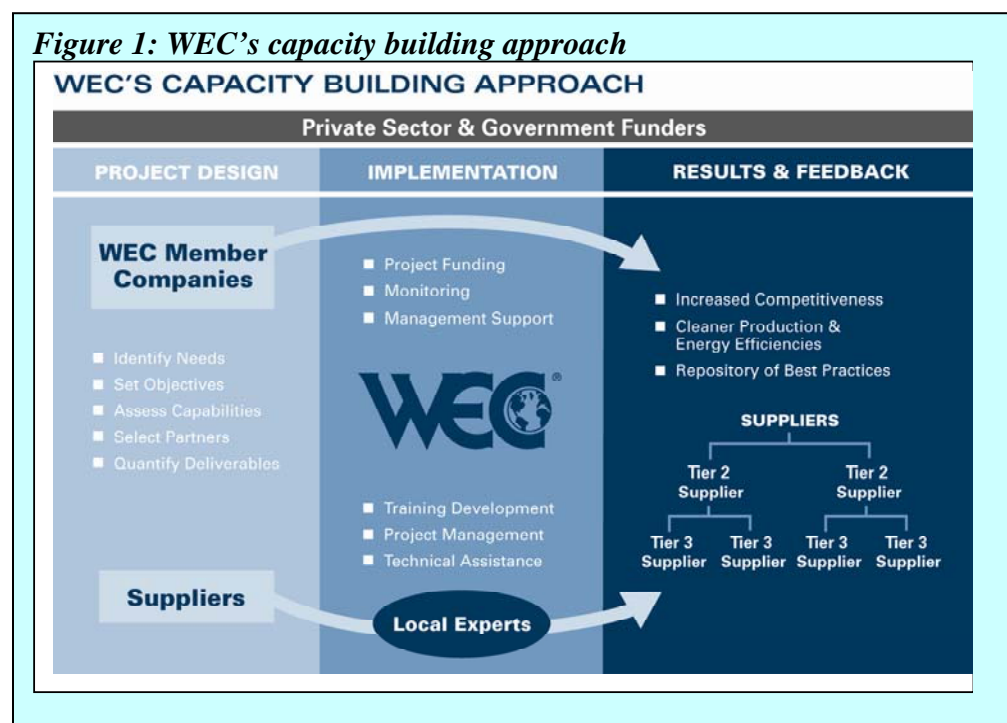 Figure 1: WEC's capacity building approach
WEC'S CAPACITY BUILDING APPROACH
Private Sector & Government Funders
PROJECT DESIGN
WEC Member
Companies
■ Identify Needs
■ Set Objectives
■ Assess Capabilities
■ Select Partners
■ Quantify Deliverables
Suppliers
IMPLEMENTATION
■ Project Funding
■ Monitoring
■ Management Support
WEC®
■ Training Development
■ Project Management
■ Technical Assistance
Local Experts
RESULTS & FEEDBACK
■ Increased Competitiveness
■ Cleaner Production &
Energy Efficiencies
■ Repository of Best Practices
SUPPLIERS
Tier 2
Supplier
Tier 2
Supplier
Tier 3
Supplier
Tier 3
Supplier
Tier 3
Supplier
Tier 3
Supplier